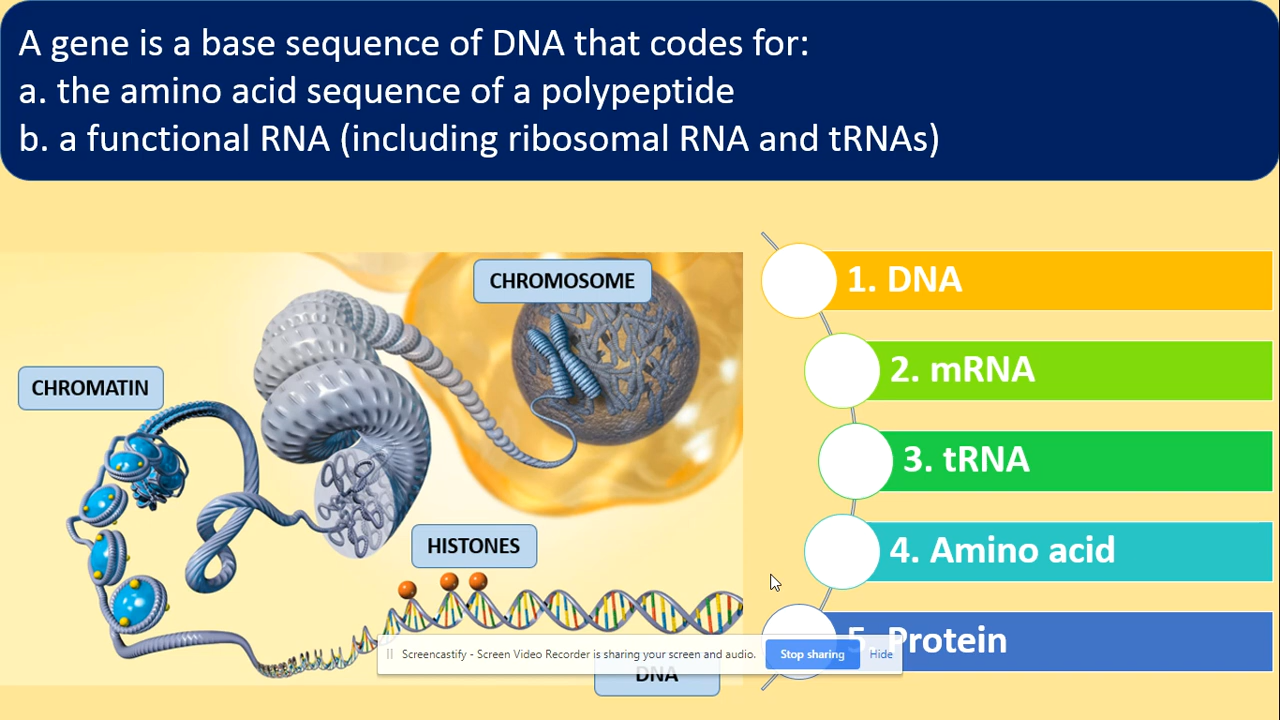 A gene is a base sequence of DNA that codes for:
a. the amino acid sequence of a polypeptide
b. a functional RNA (including ribosomal RNA and tRNAs)
CHROMOSOME
CHROMATIN
HISTONES
DNA
1. DNA
2. mRNA
3. tRNA
4. Amino acid
5. Protein
Screencastify - Screen Video Recorder is sharing your screen and audio.
Stop sharing
Hide